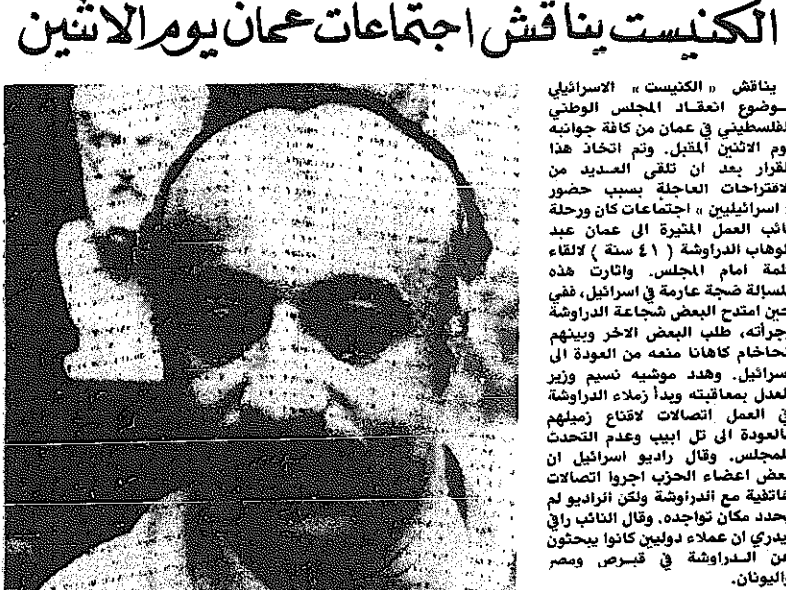 الكنيست يناقش اجتماعات عمان يوم الاثنين
يناقش « الكنيست » الاسرائيلي
موضوع انعقاد المجلس الوطني
الفلسطيني في عمان من كافة جوانبه
يوم الاثنين المقبل. وتم اتخاذ هذا
القرار بعد ان تلقى العديد من
الاقتراحات العاجلة بسبب حضور
« اسرائيليين » اجتماعات كان ورحلة
نائب العمل المثيرة الى عمان عبد
الوهاب الدراوشة ( ٤١ سنة ) لالقاء
كلمة امام المجلس. واثارت هذه
المسالة ضجة عارمة في اسرائيل، ففي
حين امتدح البعض شجاعة الدراوشة
وجرأته، طلب البعض الاخر وبينهم
الحاخام كاهانا منعه من العودة الى
اسرائيل. وهدد موشيه نسيم وزير
العدل بمعاقبته وبدأ زملاء الدراوشة
في العمل اتصالات لاقناع زميلهم
بالعودة الى تل ابيب وعدم التحدث
للمجلس. وقال راديو اسرائيل ان
بعض اعضاء الحزب اجروا اتصالات
هاتفية مع الدراوشة ولكن الراديو لم
يحدد مكان تواجده. وقال النائب رافي
ايدري ان عملاء دوليين كانوا يبحثون
عن الدراوشة في قبرص ومصر
واليونان.